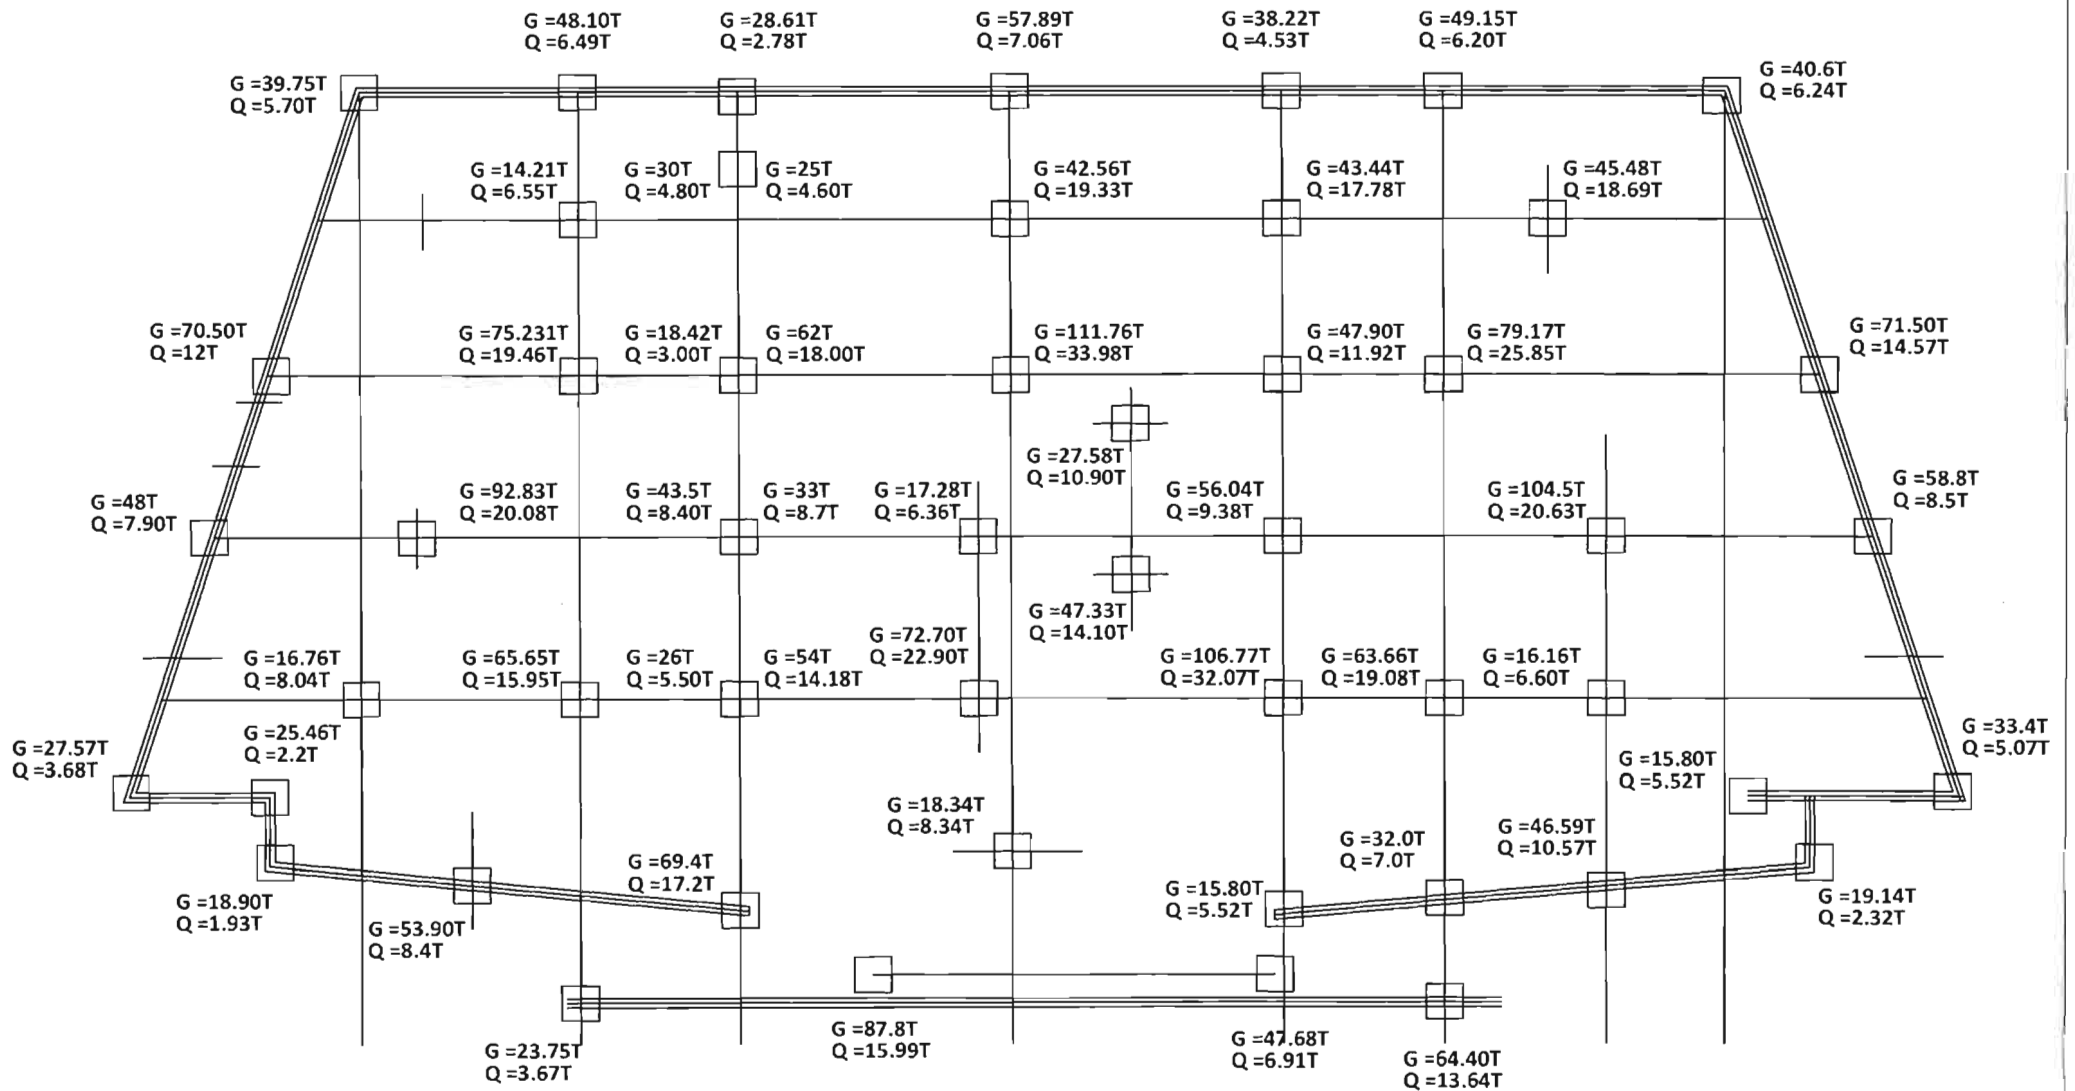 G =48.10T
Q =6.49T
G =28.61T
Q =2.78T
G =57.89T
Q =7.06T
G =38.22T
Q =4.53T
G =49.15T
Q =6.20T
G =39.75T
Q =5.70T
G =40.6T
Q =6.24T
G =14.21T
Q =6.55T
G =30T
Q =4.80T
G =25T
Q =4.60T
G =42.56T
Q =19.33T
G =43.44T
Q =17.78T
G =45.48T
Q =18.69T
G =70.50T
Q =12T
G =75.231T
Q =19.46T
G =18.42T
Q =3.00T
G =62T
Q =18.00T
G =111.76T
Q =33.98T
G =47.90T
Q =11.92T
G =79.17T
Q =25.85T
G =71.50T
Q =14.57T
G =27.58T
Q =10.90T
G =48T
Q =7.90T
G =92.83T
Q =20.08T
G =43.5T
Q =8.40T
G =33T
Q =8.7T
G =17.28T
Q =6.36T
G =56.04T
Q =9.38T
G =104.5T
Q =20.63T
G =58.8T
Q =8.5T
G =47.33T
Q =14.10T
G =16.76T
Q =8.04T
G =65.65T
Q =15.95T
G =26T
Q =5.50T
G =54T
Q =14.18T
G =72.70T
Q =22.90T
G =106.77T
Q =32.07T
G =63.66T
Q =19.08T
G =16.16T
Q =6.60T
G =27.57T
Q =3.68T
G =25.46T
Q =2.2T
G =15.80T
Q =5.52T
G =33.4T
Q =5.07T
G =18.34T
Q =8.34T
G =32.0T
Q =7.0T
G =46.59T
Q =10.57T
G =18.90T
Q =1.93T
G =53.90T
Q =8.4T
G =69.4T
Q =17.2T
G =15.80T
Q =5.52T
G =19.14T
Q =2.32T
G =23.75T
Q =3.67T
G =87.8T
Q =15.99T
G =47.68T
Q =6.91T
G =64.40T
Q =13.64T